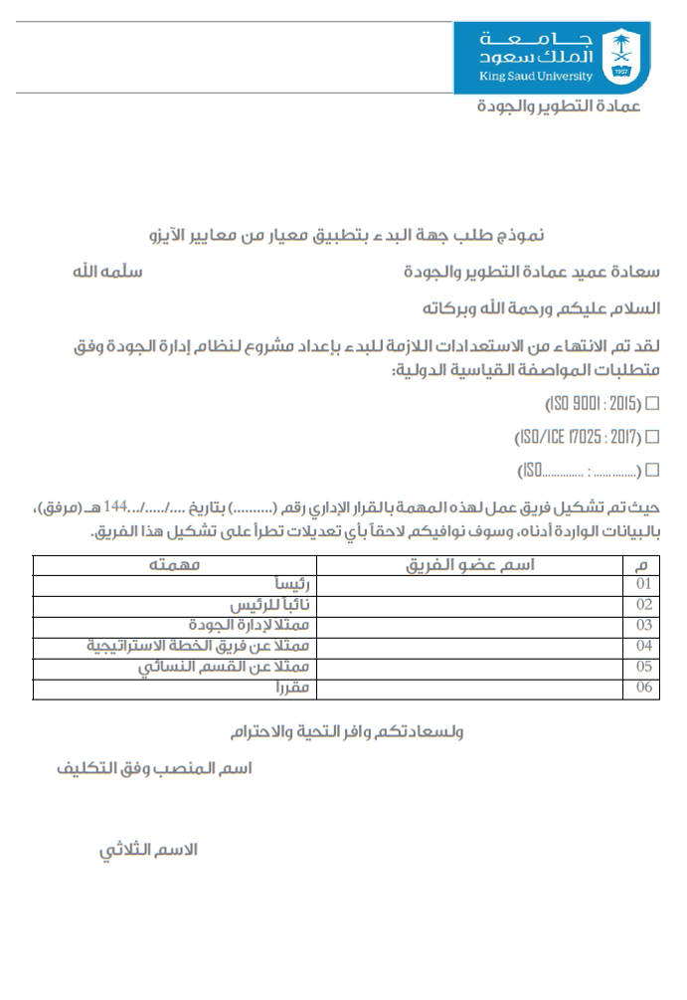 جامعة
الملك سعود
King Saud University
1957
عمادة التطوير والجودة
نموذج طلب جهة البدء بتطبيق معيار من معايير الآيزو
سعادة عميد عمادة التطوير والجودة سلّمه الله
السلام عليكم ورحمة الله وبركاته
لقد تم الانتهاء من الاستعدادات اللازمة للبدء بإعداد مشروع لنظام إدارة الجودة وفق
متطلبات المواصفة القياسية الدولية:
☐ (ISO 9001 : 2015)
☐ (ISO/ICE 17025 : 2017)
☐ (ISO.............. : ..............)
حيث تم تشكيل فريق عمل لهذه المهمة بالقرار الإداري رقم (..........) بتاريخ ..../...../...144 هـ (مرفق)،
بالبيانات الواردة أدناه، وسوف نوافيكم لاحقاً بأي تعديلات تطرأ على تشكيل هذا الفريق.
م اسم عضو الفريق مهمته
01 رئيساً
02 نائباً للرئيس
03 ممثلاً لإدارة الجودة
04 ممثلاً عن فريق الخطة الاستراتيجية
05 ممثلاً عن القسم النسائي
06 مقرراً
ولسعادتكم وافر التحية والاحترام
اسم المنصب وفق التكليف
الاسم الثلاثي